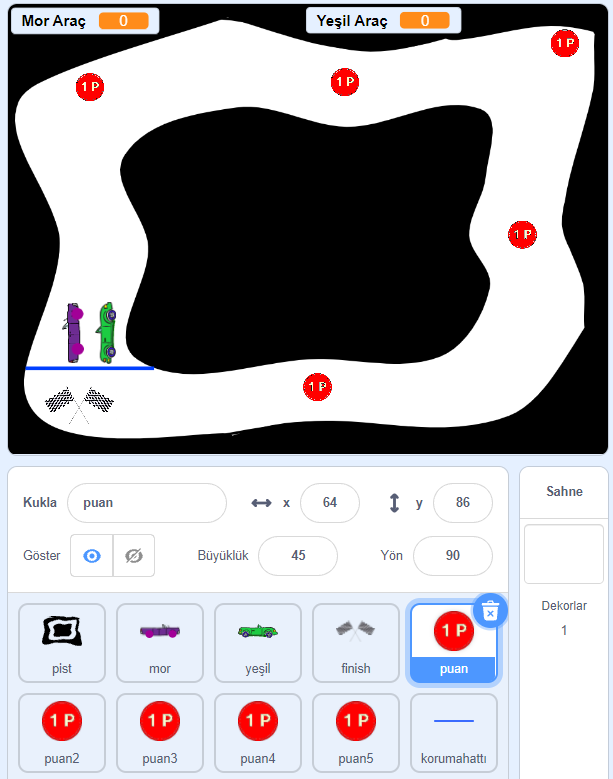 Mor Araç 0
Yeşil Araç 0
1 P
1 P
1 P
1 P
1 P
Kukla puan x 64 y 86
Göster Büyüklük 45 Yön 90
1 P
pist mor yeşil finish puan
1 P 1 P 1 P 1 P
puan2 puan3 puan4 puan5 korumahattı
Sahne
Dekorlar
1